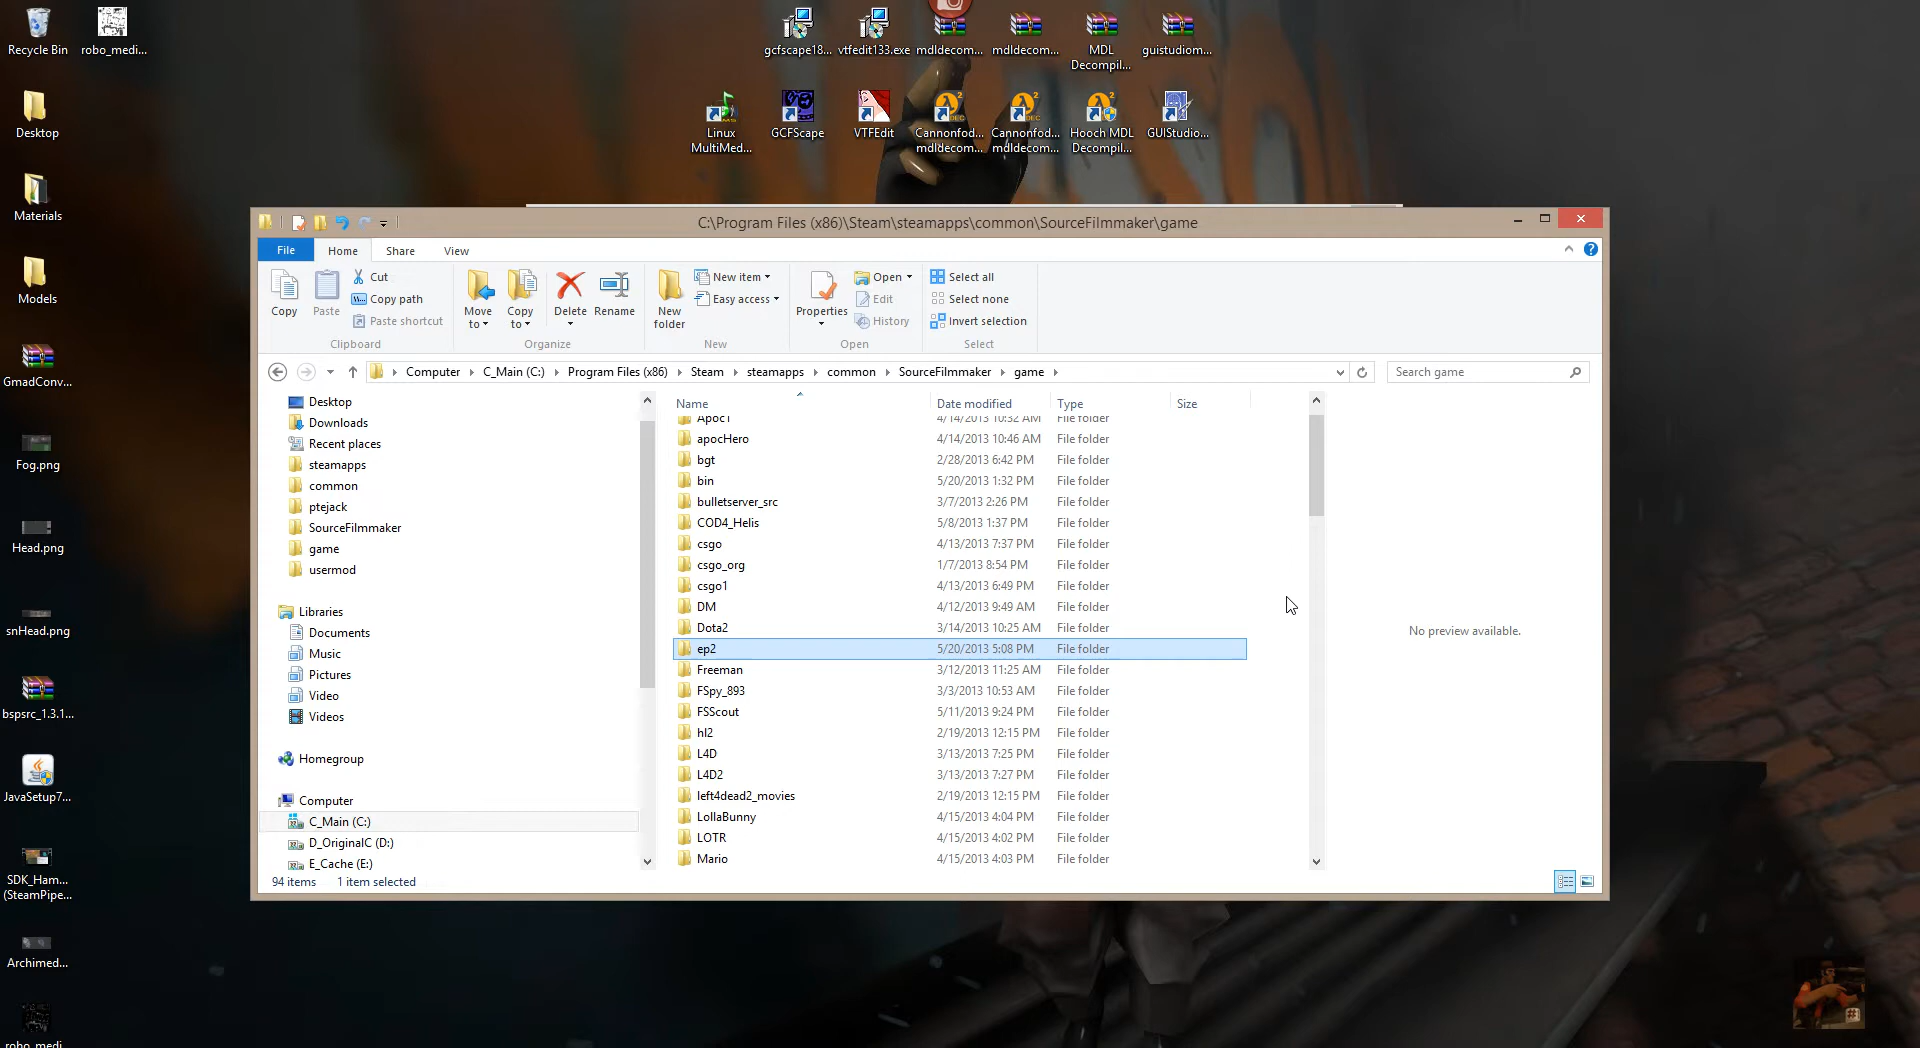 Recycle Bin
robo_medi...
gcfscape18...
vtfedit133.exe
mdldecom...
mdldecom...
MDL
Decompil...
guistudiom...
Desktop
Linux
MultiMed...
GCFScape
VTFEdit
Cannonfod...
mdldecom...
Cannonfod...
mdldecom...
Hooch MDL
Decompil...
GUIStudio...
Materials
Models
GmadConv...
Fog.png
Head.png
snHead.png
bspsrc_1.3.1...
JavaSetup7...
SDK_Ham...
(SteamPipe...
Archimed...
robo_medi...
C:\Program Files (x86)\Steam\steamapps\common\SourceFilmmaker\game
File Home Share View
Copy
Paste
Cut
Copy path
Paste shortcut
Clipboard
Move
to
Copy
to
Delete
Rename
Organize
New
folder
New item
Easy access
New
Properties
Open
Edit
History
Open
Select all
Select none
Invert selection
Select
Computer C_Main (C:) Program Files (x86) Steam steamapps common SourceFilmmaker game
Search game
Desktop
Downloads
Recent places
steamapps
common
ptejack
SourceFilmmaker
game
usermod
Libraries
Documents
Music
Pictures
Video
Videos
Homegroup
Computer
C_Main (C:)
D_OriginalC (D:)
E_Cache (E:)
Name Date modified Type Size
Apoc1 4/14/2013 10:32 AM File folder
apocHero 4/14/2013 10:46 AM File folder
bgt 2/28/2013 6:42 PM File folder
bin 5/20/2013 1:32 PM File folder
bulletserver_src 3/7/2013 2:26 PM File folder
COD4_Helis 5/8/2013 1:37 PM File folder
csgo 4/13/2013 7:37 PM File folder
csgo_org 1/7/2013 8:54 PM File folder
csgo1 4/13/2013 6:49 PM File folder
DM 4/12/2013 9:49 AM File folder
Dota2 3/14/2013 10:25 AM File folder
ep2 5/20/2013 5:08 PM File folder
Freeman 3/12/2013 11:25 AM File folder
FSpy_893 3/3/2013 10:53 AM File folder
FSScout 5/11/2013 9:24 PM File folder
hl2 2/19/2013 12:15 PM File folder
L4D 3/13/2013 7:25 PM File folder
L4D2 3/13/2013 7:27 PM File folder
left4dead2_movies 2/19/2013 12:15 PM File folder
LollaBunny 4/15/2013 4:04 PM File folder
LOTR 4/15/2013 4:02 PM File folder
Mario 4/15/2013 4:03 PM File folder
No preview available.
94 items 1 item selected